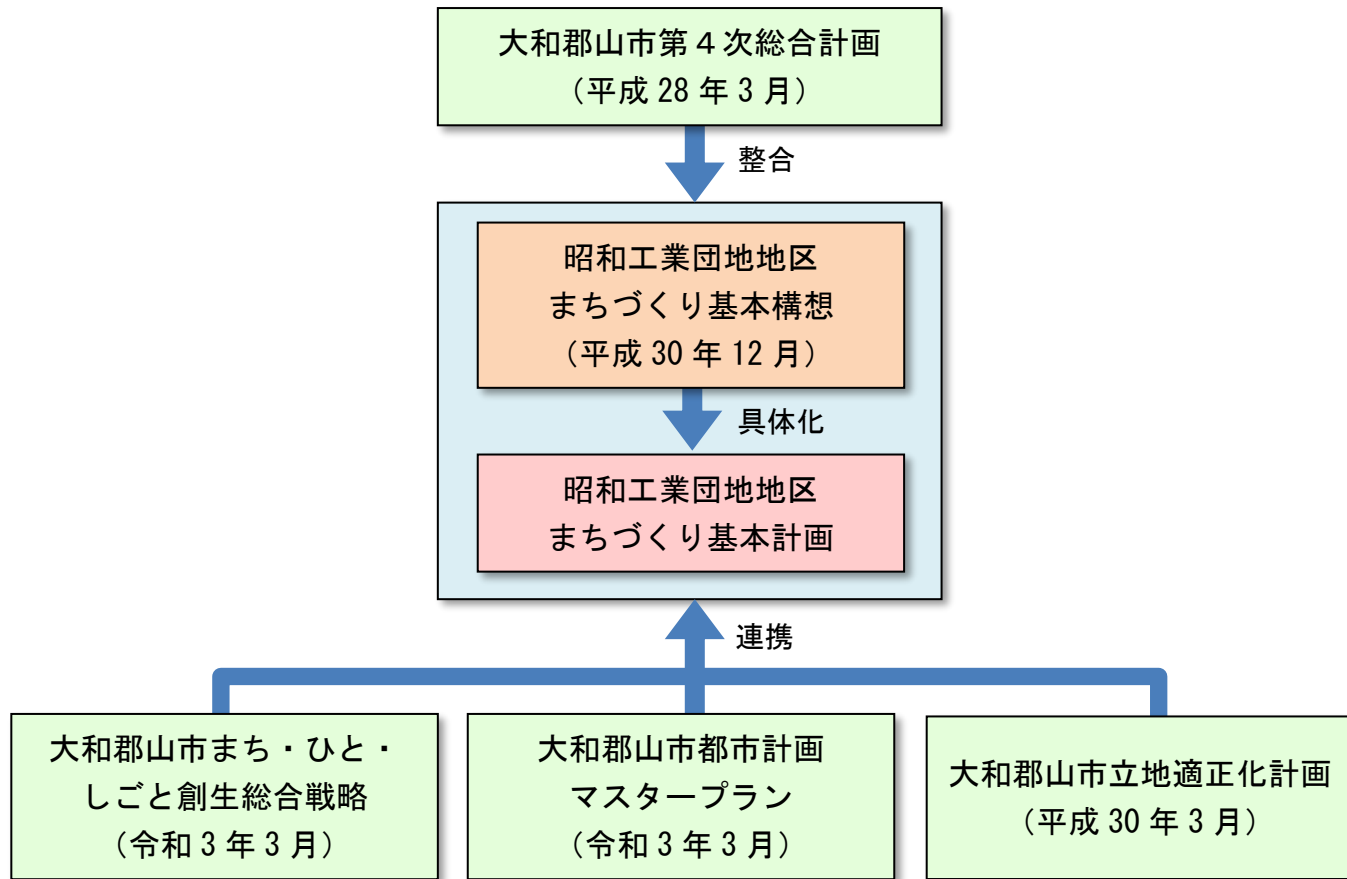 大和郡山市第４次総合計画
（平成 28 年 3 月）
整合
昭和工業団地地区
まちづくり基本構想
（平成 30 年 12 月）
具体化
昭和工業団地地区
まちづくり基本計画
連携
大和郡山市まち・ひと・
しごと創生総合戦略
（令和 3 年 3 月）
大和郡山市都市計画
マスタープラン
（令和 3 年 3 月）
大和郡山市立地適正化計画
（平成 30 年 3 月）